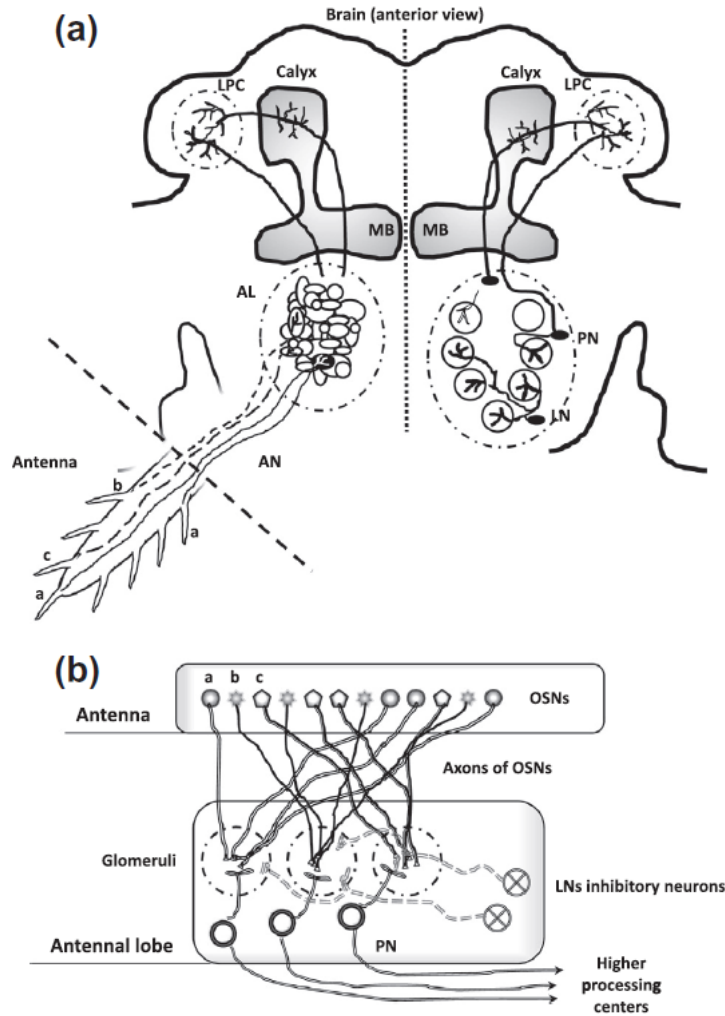 Brain (anterior view)
(a)
LPC
Calyx
Calyx
LPC
MB
MB
AL
PN
LN
AN
Antenna
b
a
c
a
(b)
a b c
OSNs
Antenna
Axons of OSNs
Glomeruli
LNs inhibitory neurons
PN
Antennal lobe
Higher
processing
centers